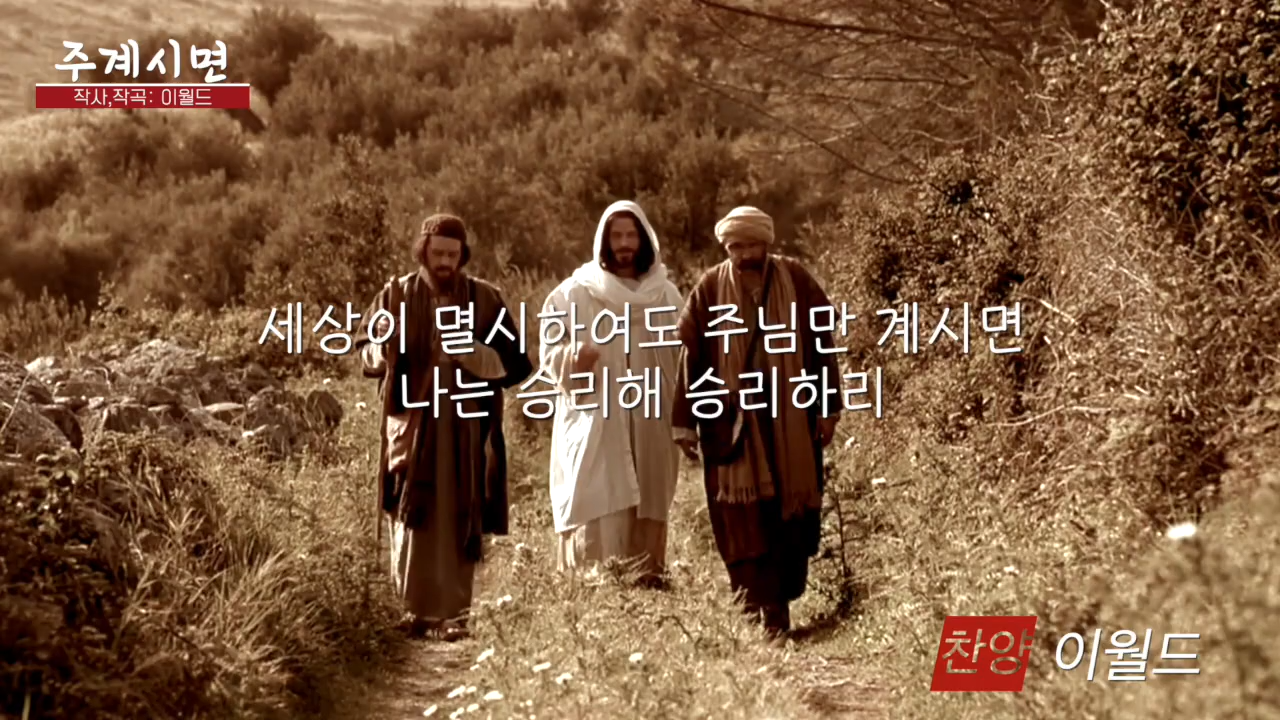 주계시면
작사,작곡: 이월드
세상이 멸시하여도 주님만 계시면
나는 승리해 승리하리
찬양 이월드